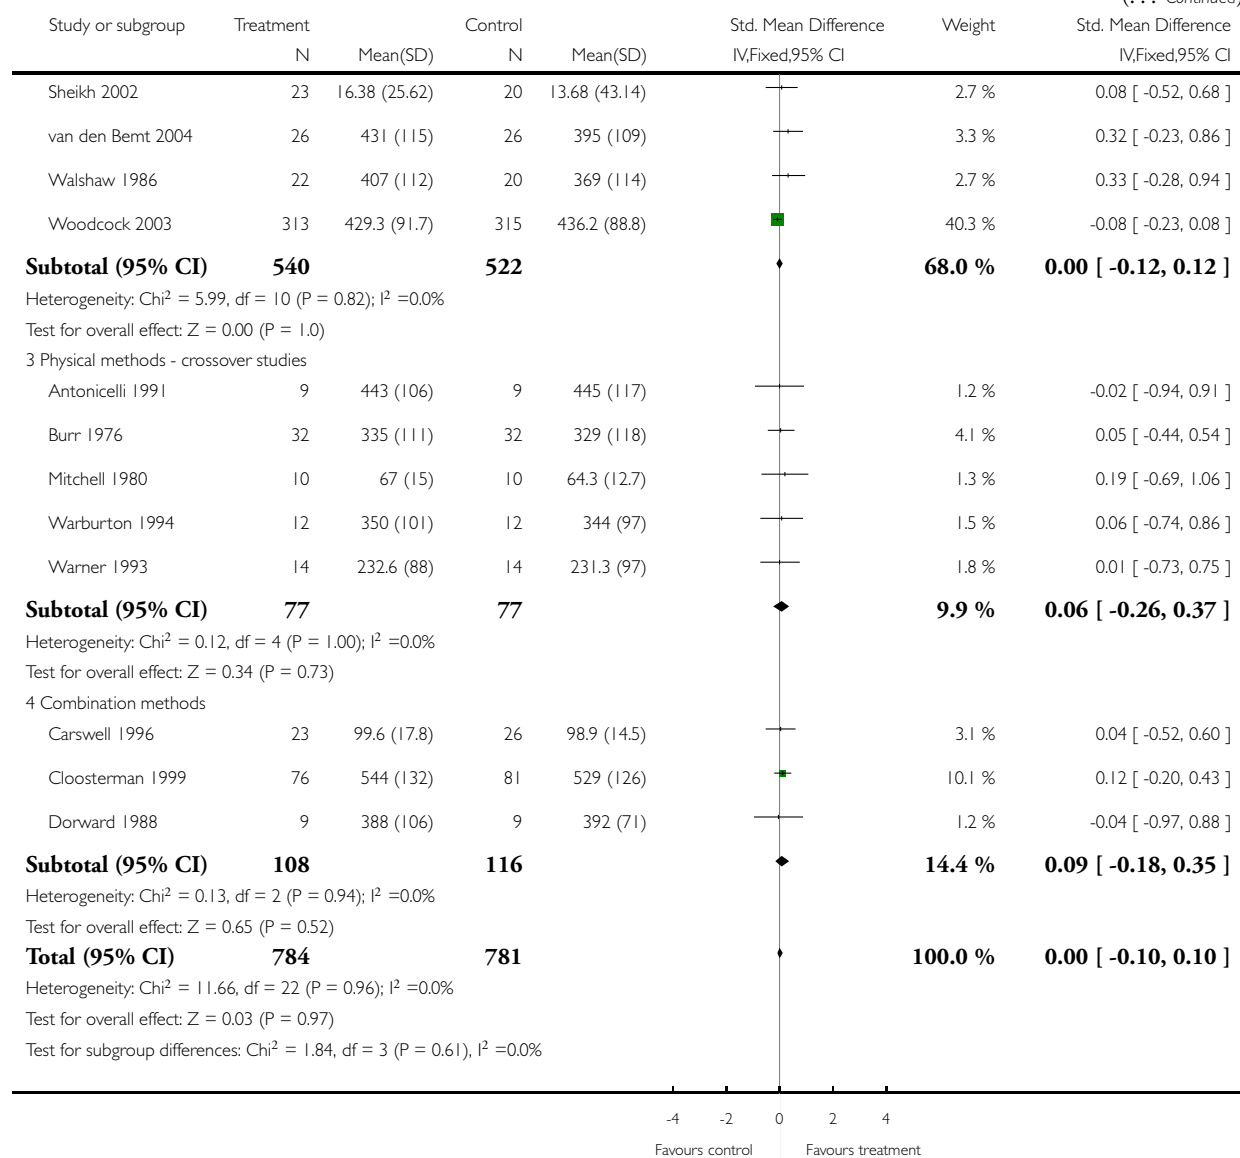 (. . . Continued)
Study or subgroup Treatment Control Std. Mean Difference Weight Std. Mean Difference
N Mean(SD) N Mean(SD) IV,Fixed,95% CI IV,Fixed,95% CI
Sheikh 2002 23 16.38 (25.62) 20 13.68 (43.14) 2.7 % 0.08 [ -0.52, 0.68 ]
van den Bemt 2004 26 431 (115) 26 395 (109) 3.3 % 0.32 [ -0.23, 0.86 ]
Walshaw 1986 22 407 (112) 20 369 (114) 2.7 % 0.33 [ -0.28, 0.94 ]
Woodcock 2003 313 429.3 (91.7) 315 436.2 (88.8) 40.3 % -0.08 [ -0.23, 0.08 ]
Subtotal (95% CI) 540 522 68.0 % 0.00 [ -0.12, 0.12 ]
Heterogeneity: Chi² = 5.99, df = 10 (P = 0.82); I² =0.0%
Test for overall effect: Z = 0.00 (P = 1.0)
3 Physical methods - crossover studies
Antonicelli 1991 9 443 (106) 9 445 (117) 1.2 % -0.02 [ -0.94, 0.91 ]
Burr 1976 32 335 (111) 32 329 (118) 4.1 % 0.05 [ -0.44, 0.54 ]
Mitchell 1980 10 67 (15) 10 64.3 (12.7) 1.3 % 0.19 [ -0.69, 1.06 ]
Warburton 1994 12 350 (101) 12 344 (97) 1.5 % 0.06 [ -0.74, 0.86 ]
Warner 1993 14 232.6 (88) 14 231.3 (97) 1.8 % 0.01 [ -0.73, 0.75 ]
Subtotal (95% CI) 77 77 9.9 % 0.06 [ -0.26, 0.37 ]
Heterogeneity: Chi² = 0.12, df = 4 (P = 1.00); I² =0.0%
Test for overall effect: Z = 0.34 (P = 0.73)
4 Combination methods
Carswell 1996 23 99.6 (17.8) 26 98.9 (14.5) 3.1 % 0.04 [ -0.52, 0.60 ]
Cloosterman 1999 76 544 (132) 81 529 (126) 10.1 % 0.12 [ -0.20, 0.43 ]
Dorward 1988 9 388 (106) 9 392 (71) 1.2 % -0.04 [ -0.97, 0.88 ]
Subtotal (95% CI) 108 116 14.4 % 0.09 [ -0.18, 0.35 ]
Heterogeneity: Chi² = 0.13, df = 2 (P = 0.94); I² =0.0%
Test for overall effect: Z = 0.65 (P = 0.52)
Total (95% CI) 784 781 100.0 % 0.00 [ -0.10, 0.10 ]
Heterogeneity: Chi² = 11.66, df = 22 (P = 0.96); I² =0.0%
Test for overall effect: Z = 0.03 (P = 0.97)
Test for subgroup differences: Chi² = 1.84, df = 3 (P = 0.61), I² =0.0%
-4 -2 0 2 4
Favours control Favours treatment